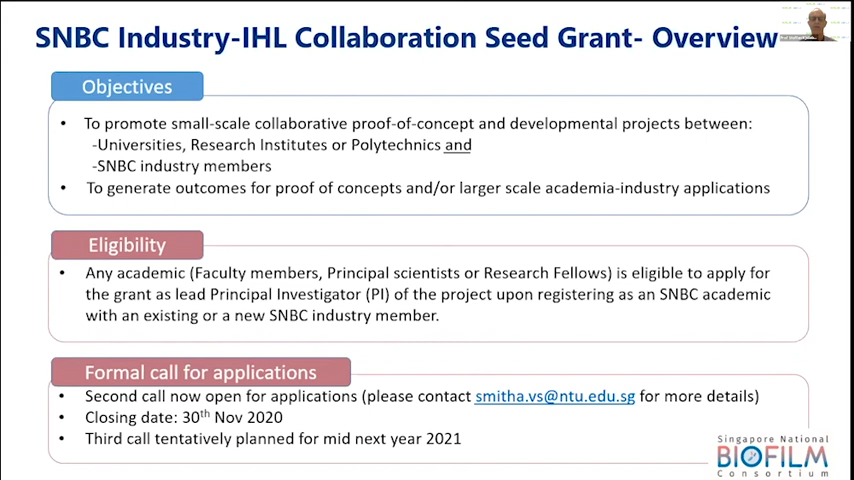 SNBC Industry-IHL Collaboration Seed Grant- Overview
Objectives
• To promote small-scale collaborative proof-of-concept and developmental projects between:
-Universities, Research Institutes or Polytechnics and
-SNBC industry members
• To generate outcomes for proof of concepts and/or larger scale academia-industry applications
Eligibility
• Any academic (Faculty members, Principal scientists or Research Fellows) is eligible to apply for
the grant as lead Principal Investigator (PI) of the project upon registering as an SNBC academic
with an existing or a new SNBC industry member.
Formal call for applications
• Second call now open for applications (please contact smitha.vs@ntu.edu.sg for more details)
• Closing date: 30th Nov 2020
• Third call tentatively planned for mid next year 2021
Singapore National
BIOFILM
Consortium